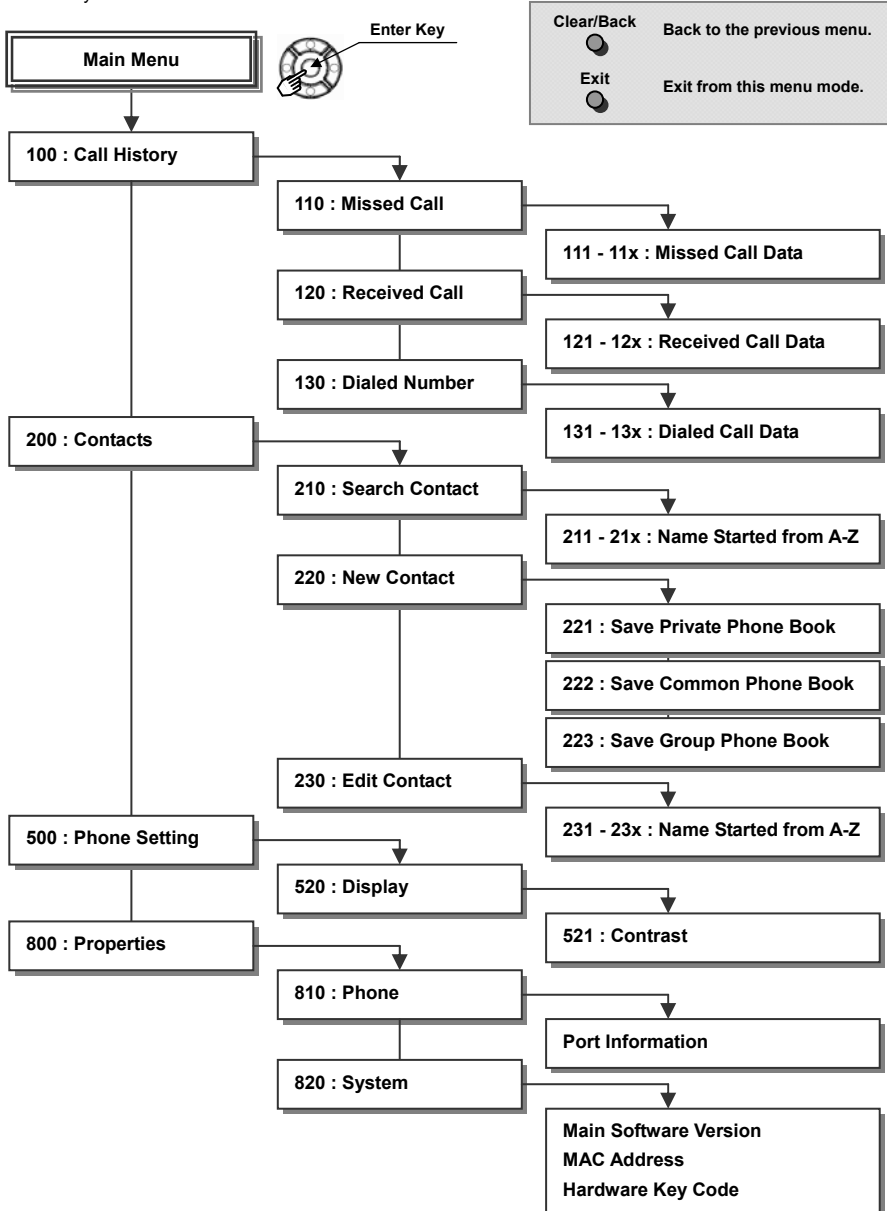 Enter Key
Clear/Back
Back to the previous menu.
Exit
Exit from this menu mode.
Main Menu
100 : Call History
110 : Missed Call
111 - 11x : Missed Call Data
120 : Received Call
121 - 12x : Received Call Data
130 : Dialed Number
131 - 13x : Dialed Call Data
200 : Contacts
210 : Search Contact
211 - 21x : Name Started from A-Z
220 : New Contact
221 : Save Private Phone Book
222 : Save Common Phone Book
223 : Save Group Phone Book
230 : Edit Contact
231 - 23x : Name Started from A-Z
500 : Phone Setting
520 : Display
521 : Contrast
800 : Properties
810 : Phone
Port Information
820 : System
Main Software Version
MAC Address
Hardware Key Code